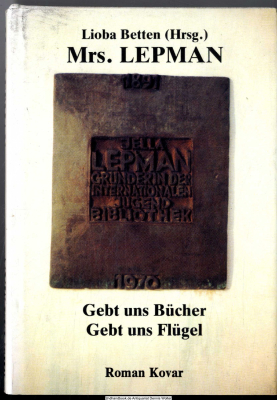 Lioba Betten (Hrsg.)
Mrs. LEPMAN
1891
JELLA
LEPMAN
GRÜNDERIN DES
INTERNATIONALEN
JUGEND
BIBLIOTHEK
1970
Gebt uns Bücher
Gebt uns Flügel
Roman Kovar